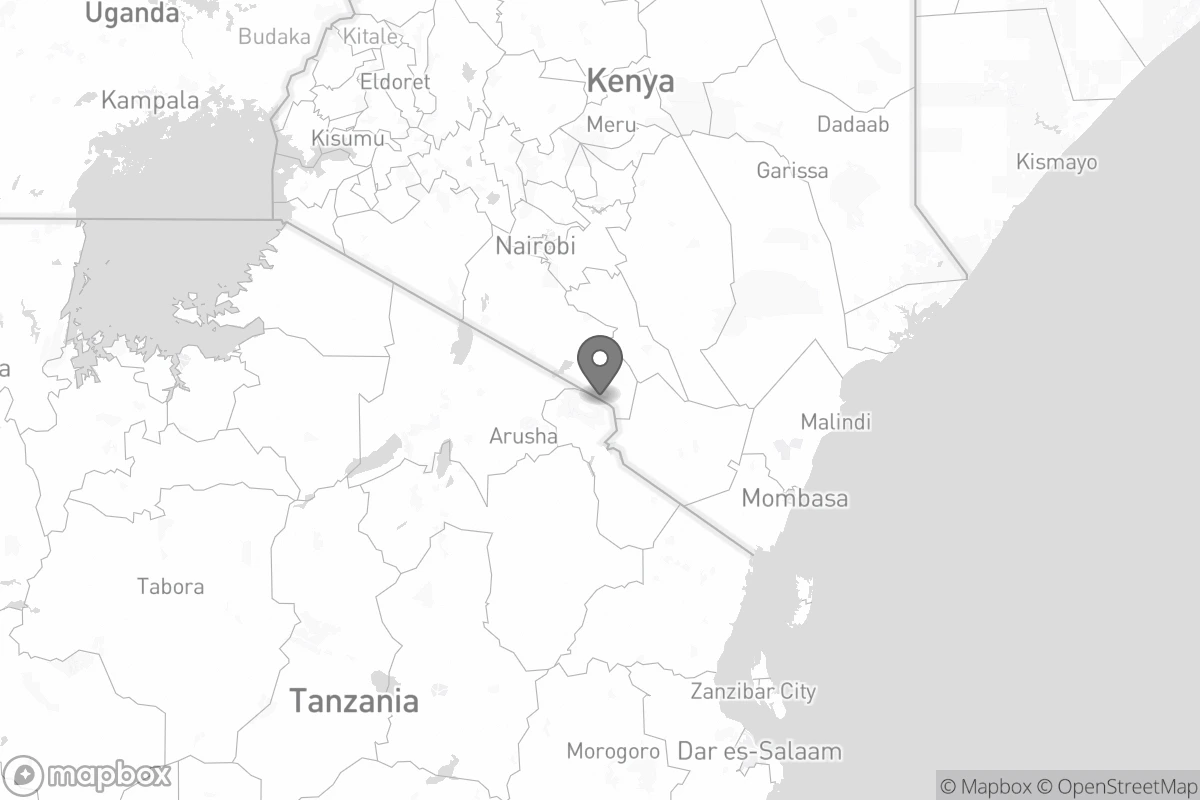 Uganda
Budaka
Kitale
Eldoret
Kenya
Kampala
Kisumu
Meru
Dadaab
Garissa
Kismayo
Nairobi
a
Arusha
Malindi
Mombasa
Tabora
Tanzania
Zanzibar City
Morogoro
Dar es-Salaam
mapbox
© Mapbox © OpenStreetMap